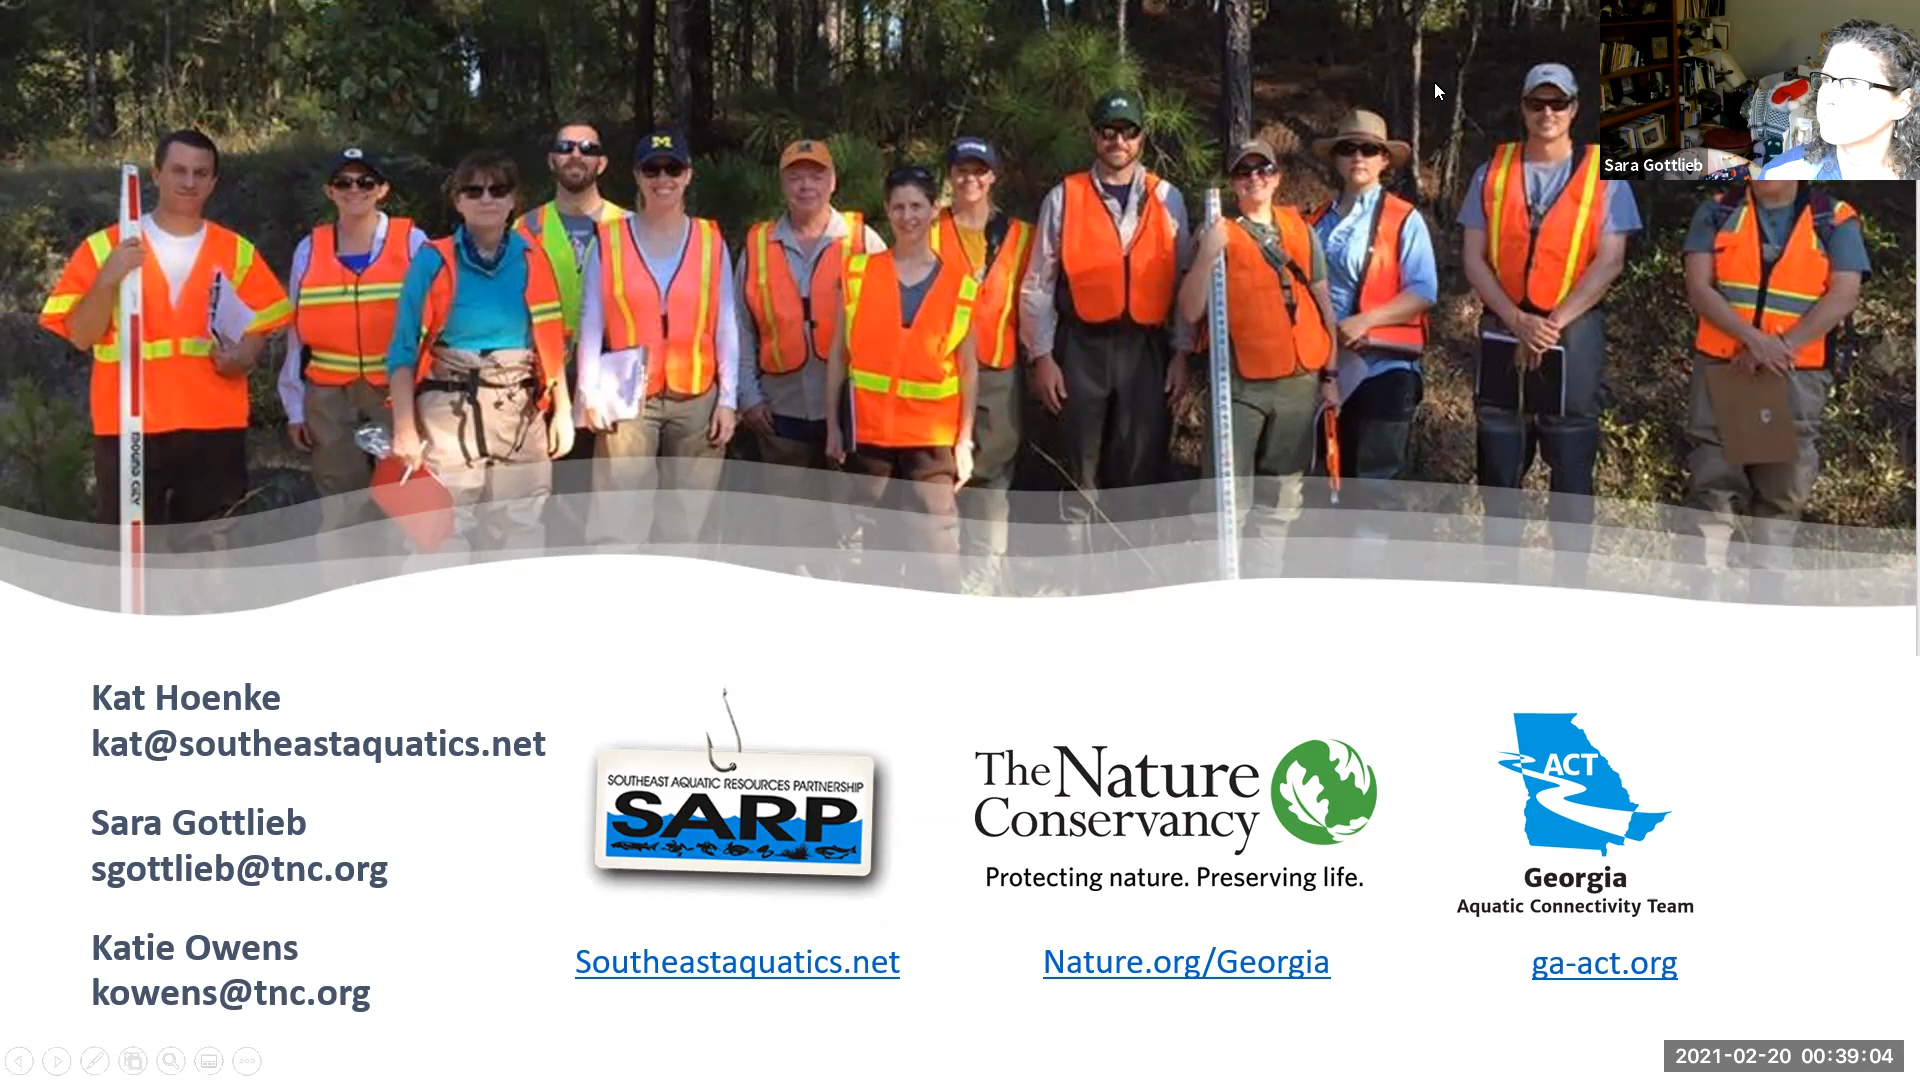 Sara Gottlieb
M
Kat Hoenke
kat@southeastaquatics.net
Sara Gottlieb
sgottlieb@tnc.org
Katie Owens
kowens@tnc.org
SOUTHEAST AQUATIC RESOURCES PARTNERSHIP
SARP
Southeastaquatics.net
The Nature
Conservancy
Protecting nature. Preserving life.
Nature.org/Georgia
ACT
Georgia
Aquatic Connectivity Team
ga-act.org
2021-02-20 00:39:04